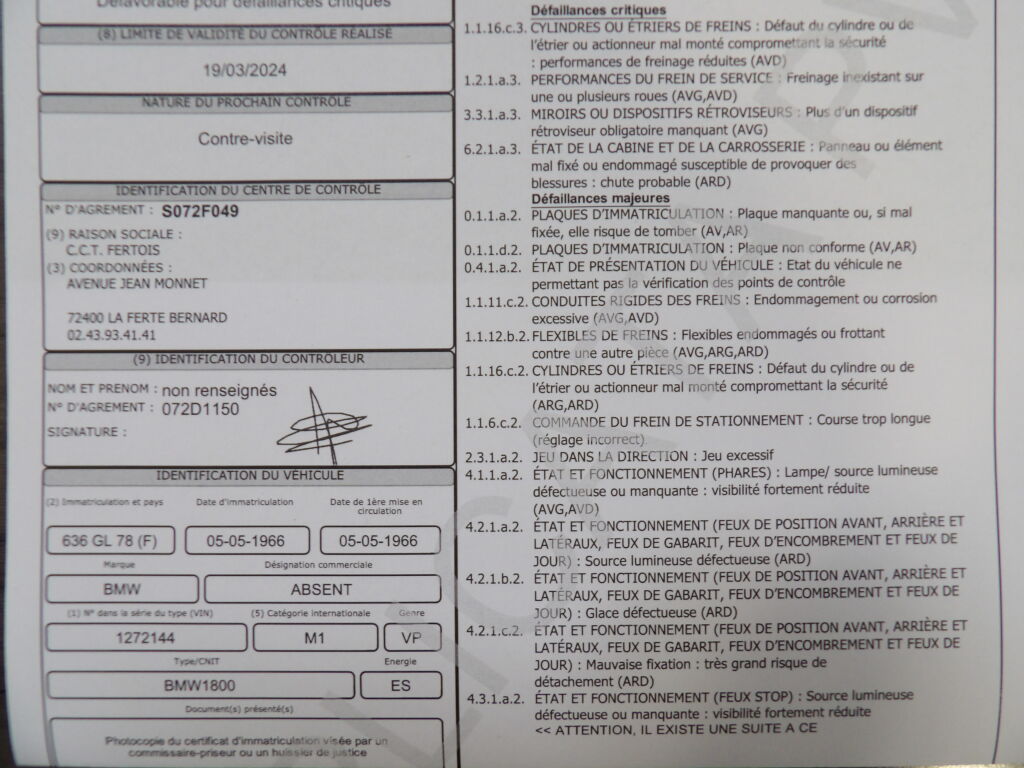 Défavorable pour défaillances critiques
(8) LIMITE DE VALIDITÉ DU CONTRÔLE RÉALISÉ
19/03/2024
NATURE DU PROCHAIN CONTRÔLE
Contre-visite
IDENTIFICATION DU CENTRE DE CONTRÔLE
N° D'AGREMENT : S072F049
(9) RAISON SOCIALE :
C.C.T. FERTOIS
(3) COORDONNÉES :
AVENUE JEAN MONNET
72400 LA FERTE BERNARD
02.43.93.41.41
(9) IDENTIFICATION DU CONTRÔLEUR
NOM ET PRENOM : non renseignés
N° D'AGREMENT : 072D1150
SIGNATURE :
IDENTIFICATION DU VÉHICULE
(2) Immatriculation et pays
Date d'immatriculation
Date de 1ère mise en
circulation
636 GL 78 (F)
05-05-1966
05-05-1966
Marque
Désignation commerciale
BMW
ABSENT
(1) N° dans la série du type (VIN)
(5) Catégorie internationale
Genre
1272144
M1
VP
Type/CNIT
Energie
BMW1800
ES
Document(s) présenté(s)
Photocopie du certificat d'immatriculation visée par un
commissaire-priseur ou un huissier de justice
Défaillances critiques
1.1.16.c.3. CYLINDRES OU ÉTRIERS DE FREINS : Défaut du cylindre ou de
l'étrier ou actionneur mal monté compromettant la sécurité
: performances de freinage réduites (AVD)
1.2.1.a.3. PERFORMANCES DU FREIN DE SERVICE : Freinage inexistant sur
une ou plusieurs roues (AVG,AVD)
3.3.1.a.3. MIROIRS OU DISPOSITIFS RÉTROVISEURS : Plus d'un dispositif
rétroviseur obligatoire manquant (AVG)
6.2.1.a.3. ÉTAT DE LA CABINE ET DE LA CARROSSERIE : Panneau ou élément
mal fixé ou endommagé susceptible de provoquer des
blessures : chute probable (ARD)
Défaillances majeures
0.1.1.a.2. PLAQUES D'IMMATRICULATION : Plaque manquante ou, si mal
fixée, elle risque de tomber (AV,AR)
0.1.1.d.2. PLAQUES D'IMMATRICULATION : Plaque non conforme (AV,AR)
0.4.1.a.2. ÉTAT DE PRÉSENTATION DU VÉHICULE : Etat du véhicule ne
permettant pas la vérification des points de contrôle
1.1.11.c.2. CONDUITES RIGIDES DES FREINS : Endommagement ou corrosion
excessive (AVG,AVD)
1.1.12.b.2. FLEXIBLES DE FREINS : Flexibles endommagés ou frottant
contre une autre pièce (AVG,ARG,ARD)
1.1.16.c.2. CYLINDRES OU ÉTRIERS DE FREINS : Défaut du cylindre ou de
l'étrier ou actionneur mal monté compromettant la sécurité
(ARG,ARD)
1.1.6.c.2. COMMANDE DU FREIN DE STATIONNEMENT : Course trop longue
(réglage incorrect)
2.3.1.a.2. JEU DANS LA DIRECTION : Jeu excessif
4.1.1.a.2. ÉTAT ET FONCTIONNEMENT (PHARES) : Lampe/ source lumineuse
défectueuse ou manquante : visibilité fortement réduite
(AVG,AVD)
4.2.1.a.2. ÉTAT ET FONCTIONNEMENT (FEUX DE POSITION AVANT, ARRIÈRE ET
LATÉRAUX, FEUX DE GABARIT, FEUX D'ENCOMBREMENT ET FEUX DE
JOUR) : Source lumineuse défectueuse (ARD)
4.2.1.b.2. ÉTAT ET FONCTIONNEMENT (FEUX DE POSITION AVANT, ARRIÈRE ET
LATÉRAUX, FEUX DE GABARIT, FEUX D'ENCOMBREMENT ET FEUX DE
JOUR) : Glace défectueuse (ARD)
4.2.1.c.2. ÉTAT ET FONCTIONNEMENT (FEUX DE POSITION AVANT, ARRIÈRE ET
LATÉRAUX, FEUX DE GABARIT, FEUX D'ENCOMBREMENT ET FEUX DE
JOUR) : Mauvaise fixation : très grand risque de
détachement (ARD)
4.3.1.a.2. ÉTAT ET FONCTIONNEMENT (FEUX STOP) : Source lumineuse
défectueuse ou manquante : visibilité fortement réduite
<< ATTENTION, IL EXISTE UNE SUITE A CE